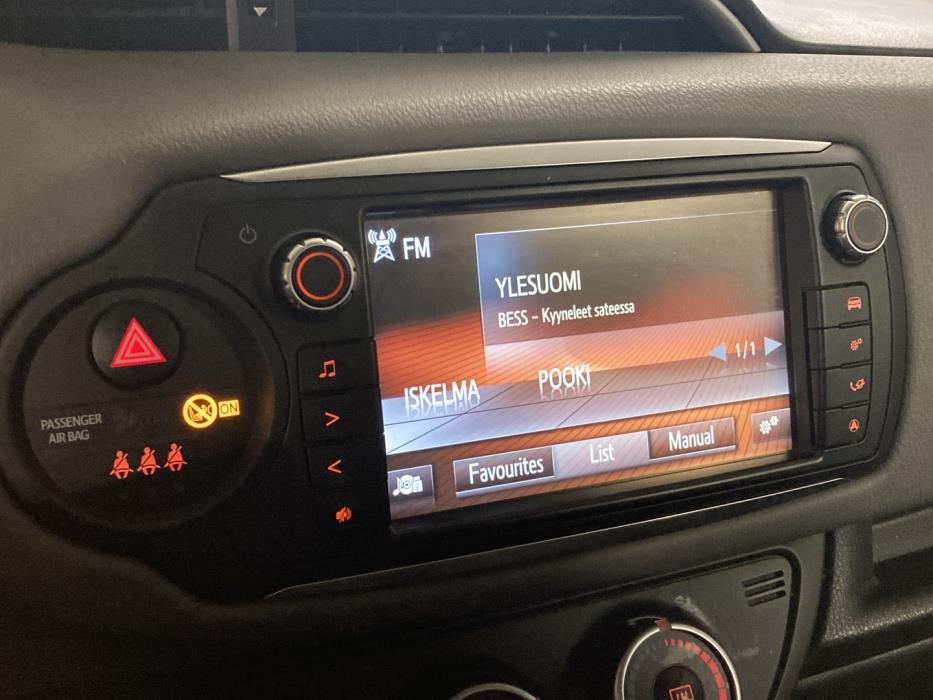 FM
YLESUOMI
BESS - Kyyneleet sateessa
1/1
ISKELMA
POOKI
Favourites
List
Manual
PASSENGER
AIR BAG
ON